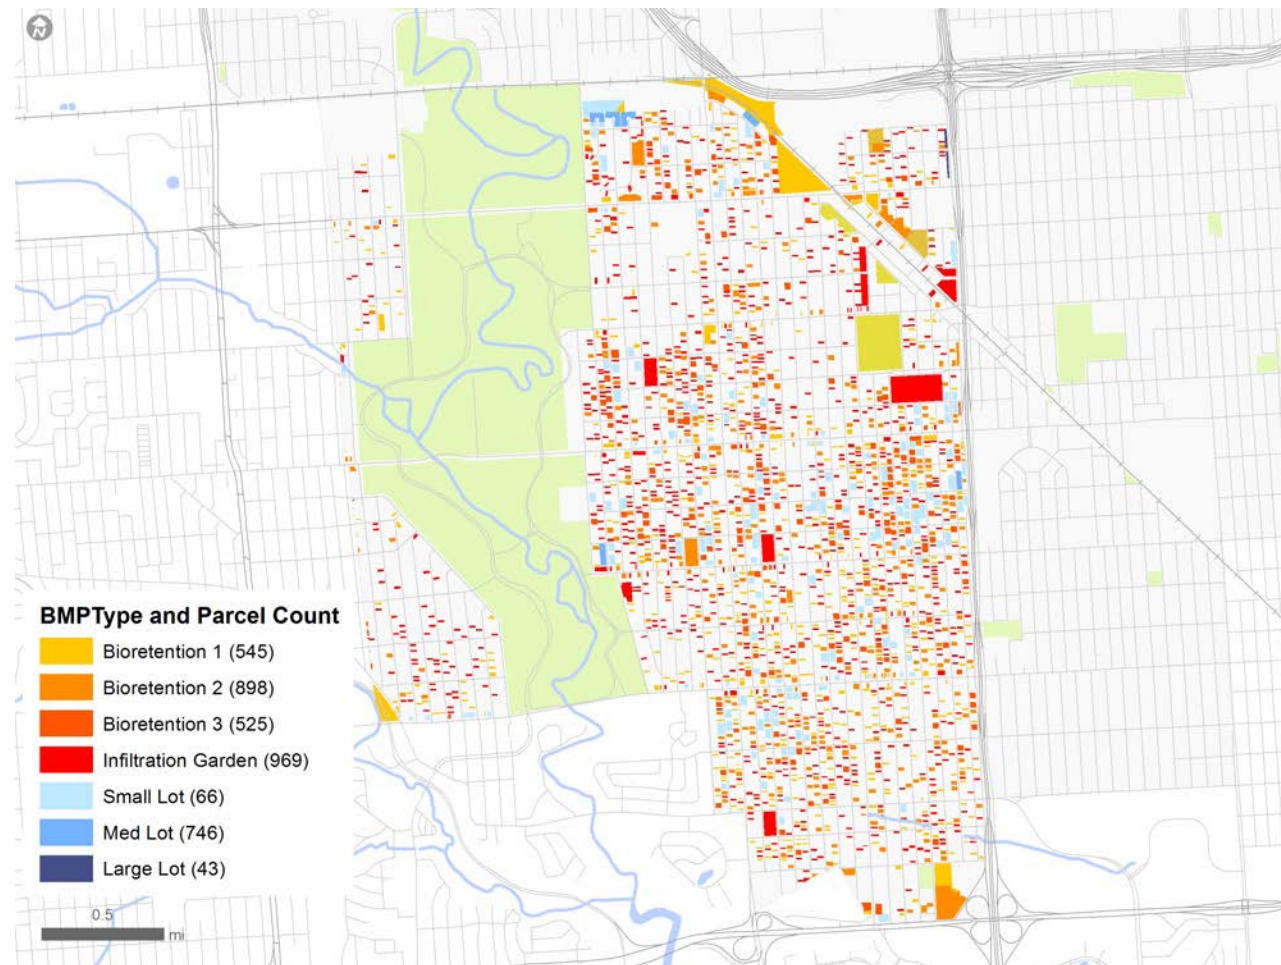 N
BMPType and Parcel Count
Bioretention 1 (545)
Bioretention 2 (898)
Bioretention 3 (525)
Infiltration Garden (969)
Small Lot (66)
Med Lot (746)
Large Lot (43)
0.5
mi